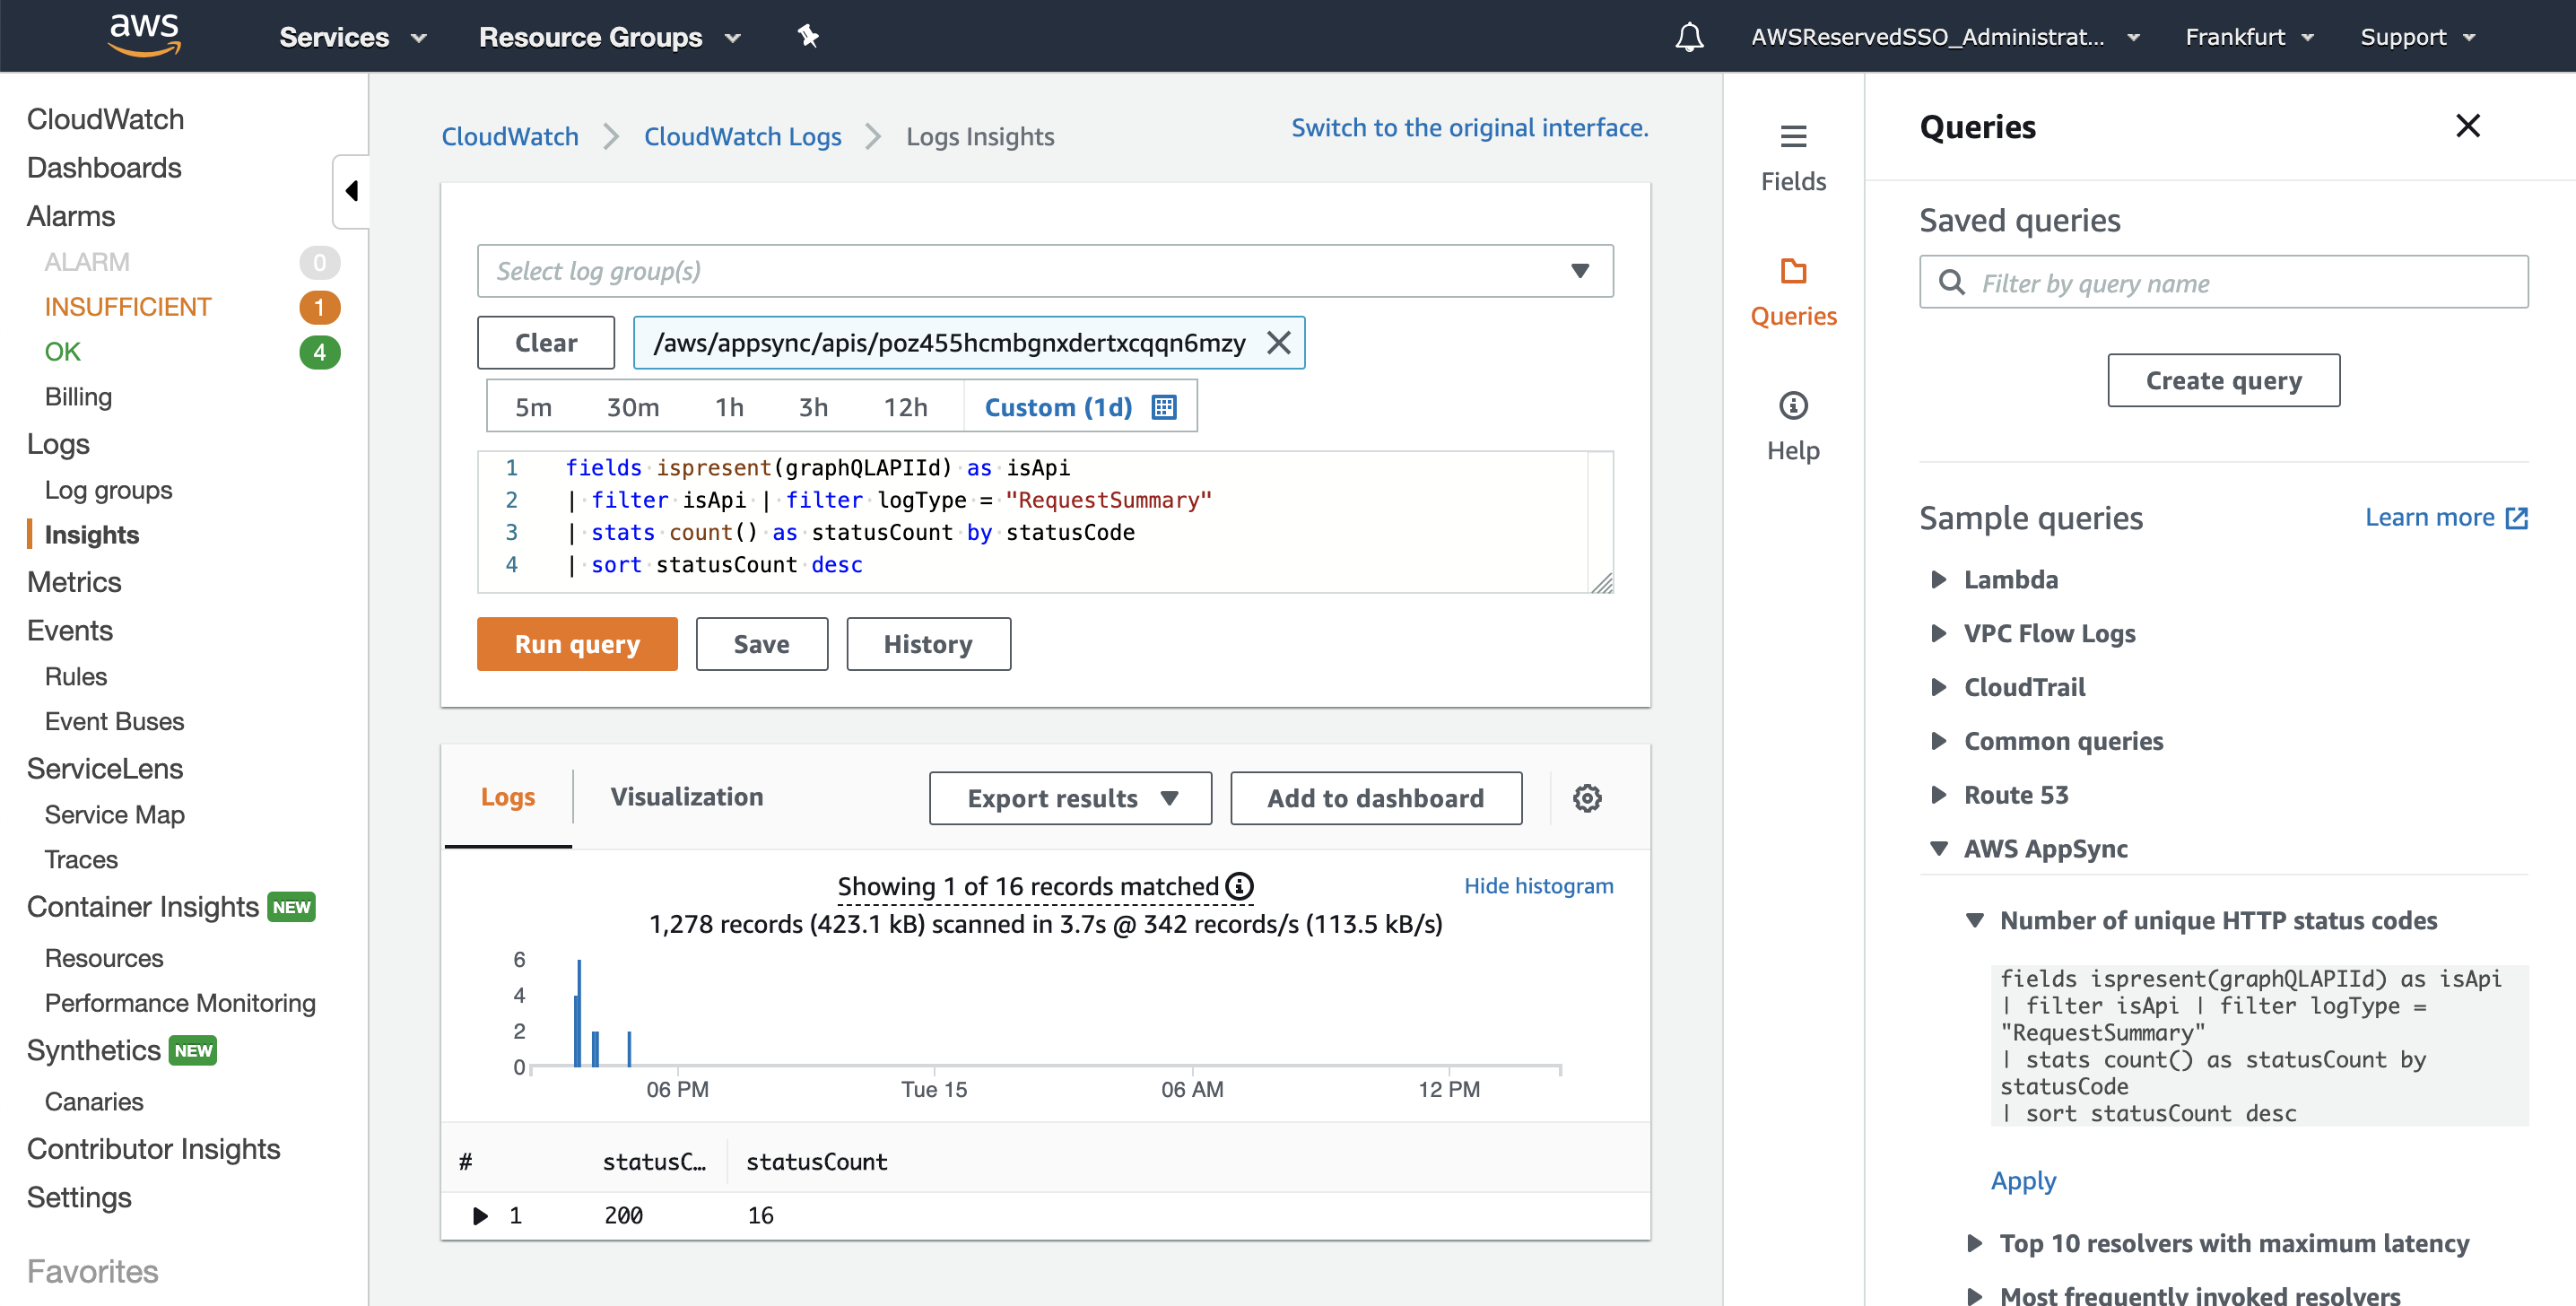 aws
Services
Resource Groups
AWSReservedSSO_Administrat...
Frankfurt
Support
CloudWatch
Dashboards
Alarms
ALARM 0
INSUFFICIENT 1
OK 4
Billing
Logs
Log groups
Insights
Metrics
Events
Rules
Event Buses
ServiceLens
Service Map
Traces
Container Insights NEW
Resources
Performance Monitoring
Synthetics NEW
Canaries
Contributor Insights
Settings
Favorites
CloudWatch
CloudWatch Logs
Logs Insights
Switch to the original interface.
Select log group(s)
Clear
/aws/appsync/apis/poz455hcmbgnxdertxcqqn6mzy
5m 30m 1h 3h 12h Custom (1d)
1 fields ispresent(graphQLAPIId) as isApi
2 | filter isApi | filter logType = "RequestSummary"
3 | stats count() as statusCount by statusCode
4 | sort statusCount desc
Run query
Save
History
Logs
Visualization
Export results
Add to dashboard
Showing 1 of 16 records matched
Hide histogram
1,278 records (423.1 kB) scanned in 3.7s @ 342 records/s (113.5 kB/s)
6
4
2
0
06 PM Tue 15 06 AM 12 PM
# statusC... statusCount
1 200 16
Fields
Queries
Help
Queries
Saved queries
Filter by query name
Create query
Sample queries
Learn more
Lambda
VPC Flow Logs
CloudTrail
Common queries
Route 53
AWS AppSync
Number of unique HTTP status codes
fields ispresent(graphQLAPIId) as isApi
| filter isApi | filter logType =
"RequestSummary"
| stats count() as statusCount by
statusCode
| sort statusCount desc
Apply
Top 10 resolvers with maximum latency
Most frequently invoked resolvers